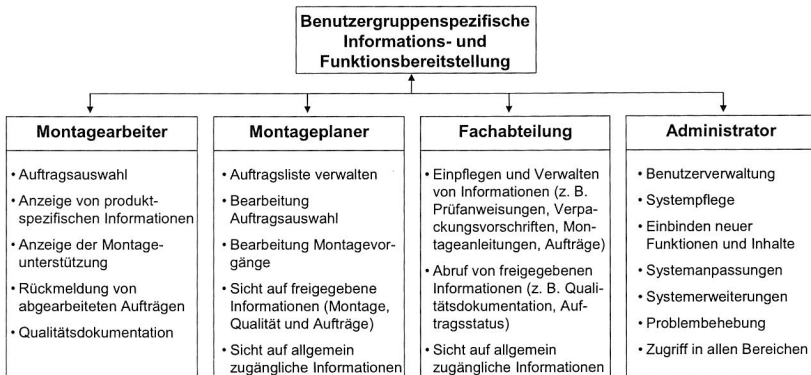 Benutzergruppenspezifische
Informations- und
Funktionsbereitstellung
Montagearbeiter
• Auftragsauswahl
• Anzeige von produkt-
spezifischen Informationen
• Anzeige der Montage-
unterstützung
• Rückmeldung von
abgearbeiteten Aufträgen
• Qualitätsdokumentation
Montageplaner
• Auftragsliste verwalten
• Bearbeitung
Auftragsauswahl
• Bearbeitung Montagevor-
gänge
• Sicht auf freigegebene
Informationen (Montage,
Qualität und Aufträge)
• Sicht auf allgemein
zugängliche Informationen
Fachabteilung
• Einpflegen und Verwalten
von Informationen (z. B.
Prüfanweisungen, Verpa-
ckungsvorschriften, Mon-
tageanleitungen, Aufträge)
• Abruf von freigegebenen
Informationen (z. B. Quali-
tätsdokumentation, Auf-
tragsstatus)
• Sicht auf allgemein
zugängliche Informationen
Administrator
• Benutzerverwaltung
• Systempflege
• Einbinden neuer
Funktionen und Inhalte
• Systemanpassungen
• Systemerweiterungen
• Problembehebung
• Zugriff in allen Bereichen